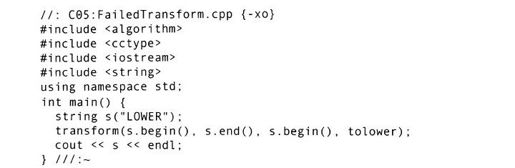 //: C05:FailedTransform.cpp {-xo}
#include <algorithm>
#include <cctype>
#include <iostream>
#include <string>
using namespace std;
int main() {
  string s("LOWER");
  transform(s.begin(), s.end(), s.begin(), tolower);
  cout << s << endl;
} ///:~